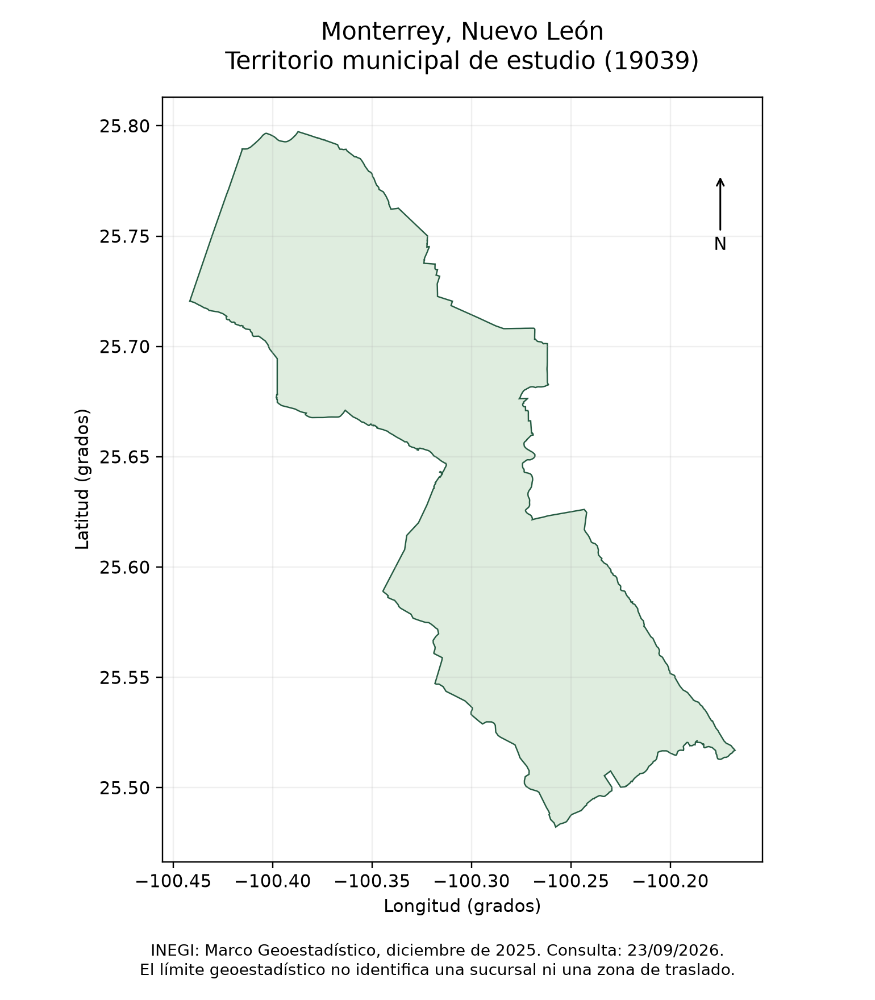 Monterrey, Nuevo León
Territorio municipal de estudio (19039)
25.80
25.75
N
25.70
25.65
25.60
25.55
25.50
Latitud (grados)
−100.45 −100.40 −100.35 −100.30 −100.25 −100.20
Longitud (grados)
INEGI: Marco Geoestadístico, diciembre de 2025. Consulta: 23/09/2026.
El límite geoestadístico no identifica una sucursal ni una zona de traslado.